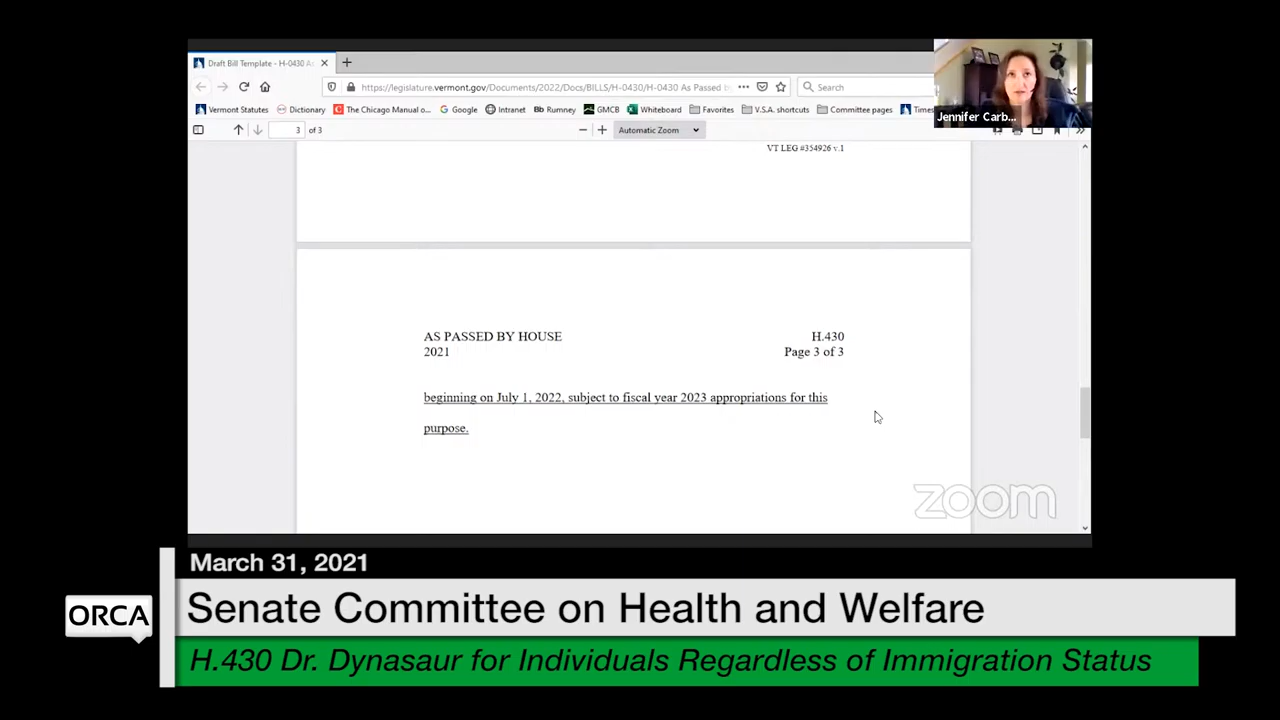 Draft Bill Template - H-0430 As
https://legislature.vermont.gov/Documents/2022/Docs/BILLS/H-0430/H-0430 As Passed b
Search
Vermont Statutes Dictionary The Chicago Manual o... Google Intranet Bb Rumney GMCB Whiteboard Favorites V.S.A. shortcuts Committee pages Times
3 of 3 Automatic Zoom
Jennifer Carb...
VT LEG #354926 v.1
AS PASSED BY HOUSE H.430
2021 Page 3 of 3
beginning on July 1, 2022, subject to fiscal year 2023 appropriations for this
purpose.
zoom
March 31, 2021
ORCA
Senate Committee on Health and Welfare
H.430 Dr. Dynasaur for Individuals Regardless of Immigration Status